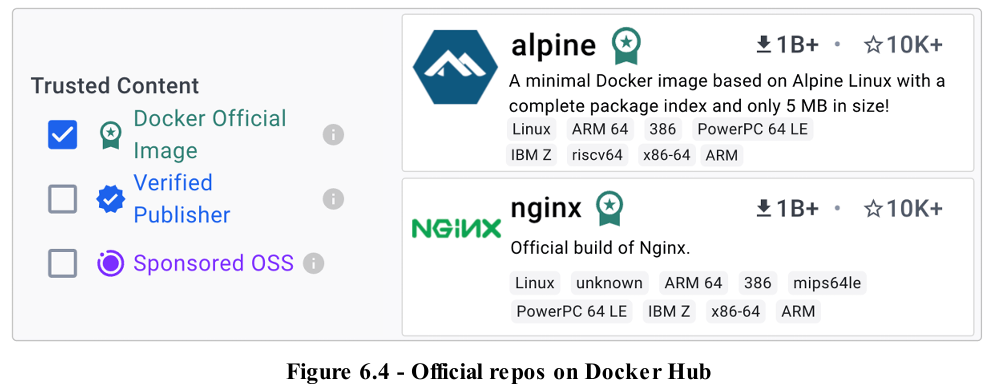 Trusted Content
Docker Official
Image
Verified
Publisher
Sponsored OSS
alpine
1B+ • 10K+
A minimal Docker image based on Alpine Linux with a
complete package index and only 5 MB in size!
Linux ARM 64 386 PowerPC 64 LE
IBM Z riscv64 x86-64 ARM
NGINX
nginx
1B+ • 10K+
Official build of Nginx.
Linux unknown ARM 64 386 mips64le
PowerPC 64 LE IBM Z x86-64 ARM
Figure 6.4 - Official repos on Docker Hub